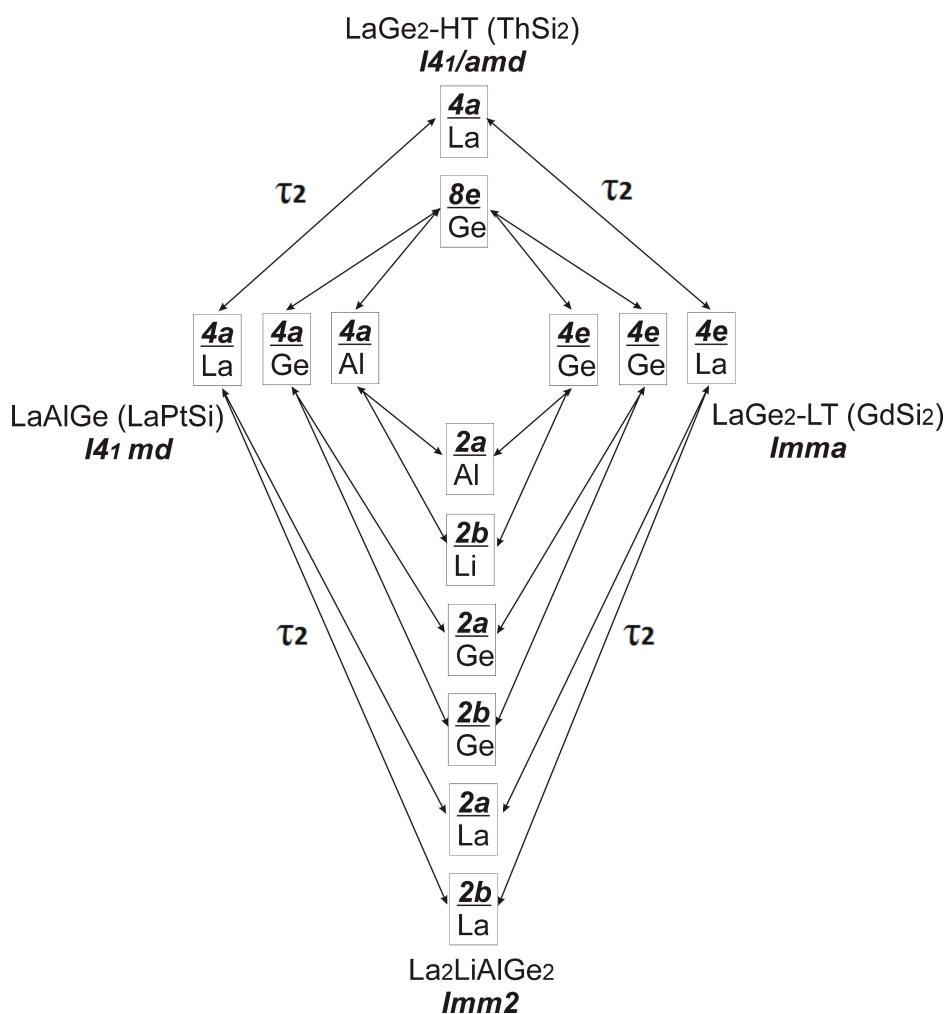 LaGe2-HT (ThSi2)
I41/amd
4a
La
τ2
τ2
8e
Ge
4a
La
4a
Ge
4a
Al
4e
Ge
4e
Ge
4e
La
LaAlGe (LaPtSi)
I41 md
LaGe2-LT (GdSi2)
Imma
2a
Al
2b
Li
τ2
τ2
2a
Ge
2b
Ge
2a
La
2b
La
La2LiAlGe2
Imm2